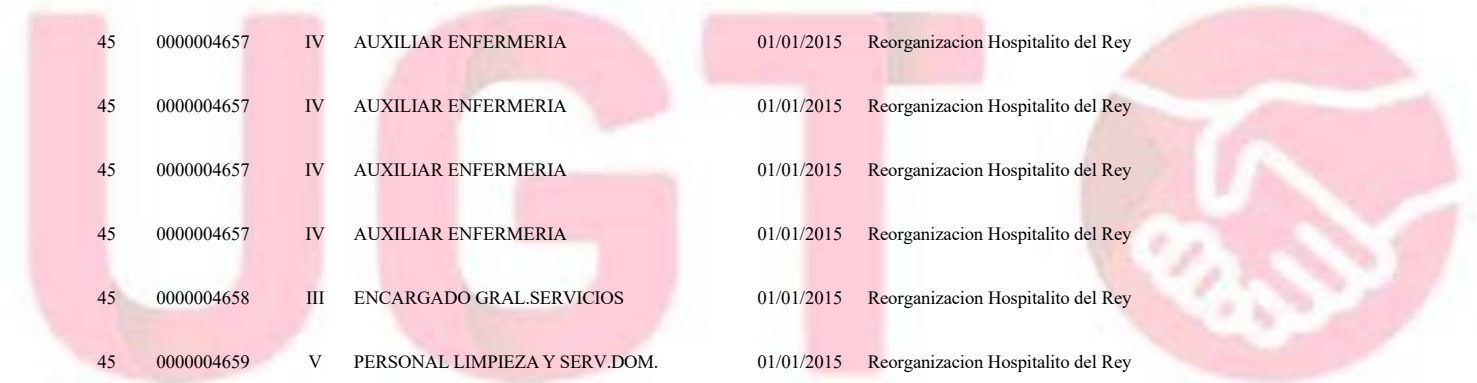 45 0000004657 IV AUXILIAR ENFERMERIA 01/01/2015 Reorganizacion Hospitalito del Rey
45 0000004657 IV AUXILIAR ENFERMERIA 01/01/2015 Reorganizacion Hospitalito del Rey
45 0000004657 IV AUXILIAR ENFERMERIA 01/01/2015 Reorganizacion Hospitalito del Rey
45 0000004657 IV AUXILIAR ENFERMERIA 01/01/2015 Reorganizacion Hospitalito del Rey
45 0000004658 III ENCARGADO GRAL.SERVICIOS 01/01/2015 Reorganizacion Hospitalito del Rey
45 0000004659 V PERSONAL LIMPIEZA Y SERV.DOM. 01/01/2015 Reorganizacion Hospitalito del Rey
UGT